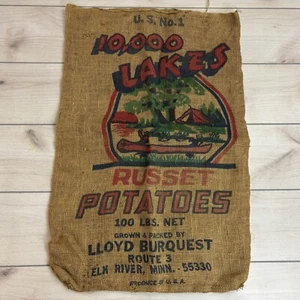 U.S. No. 1
10,000
LAKES
RUSSET
POTATOES
100 LBS. NET
GROWN & PACKED BY
LLOYD BURQUEST
ROUTE 3
ELK RIVER, MINN. - 55330
PRODUCE OF U.S.A.